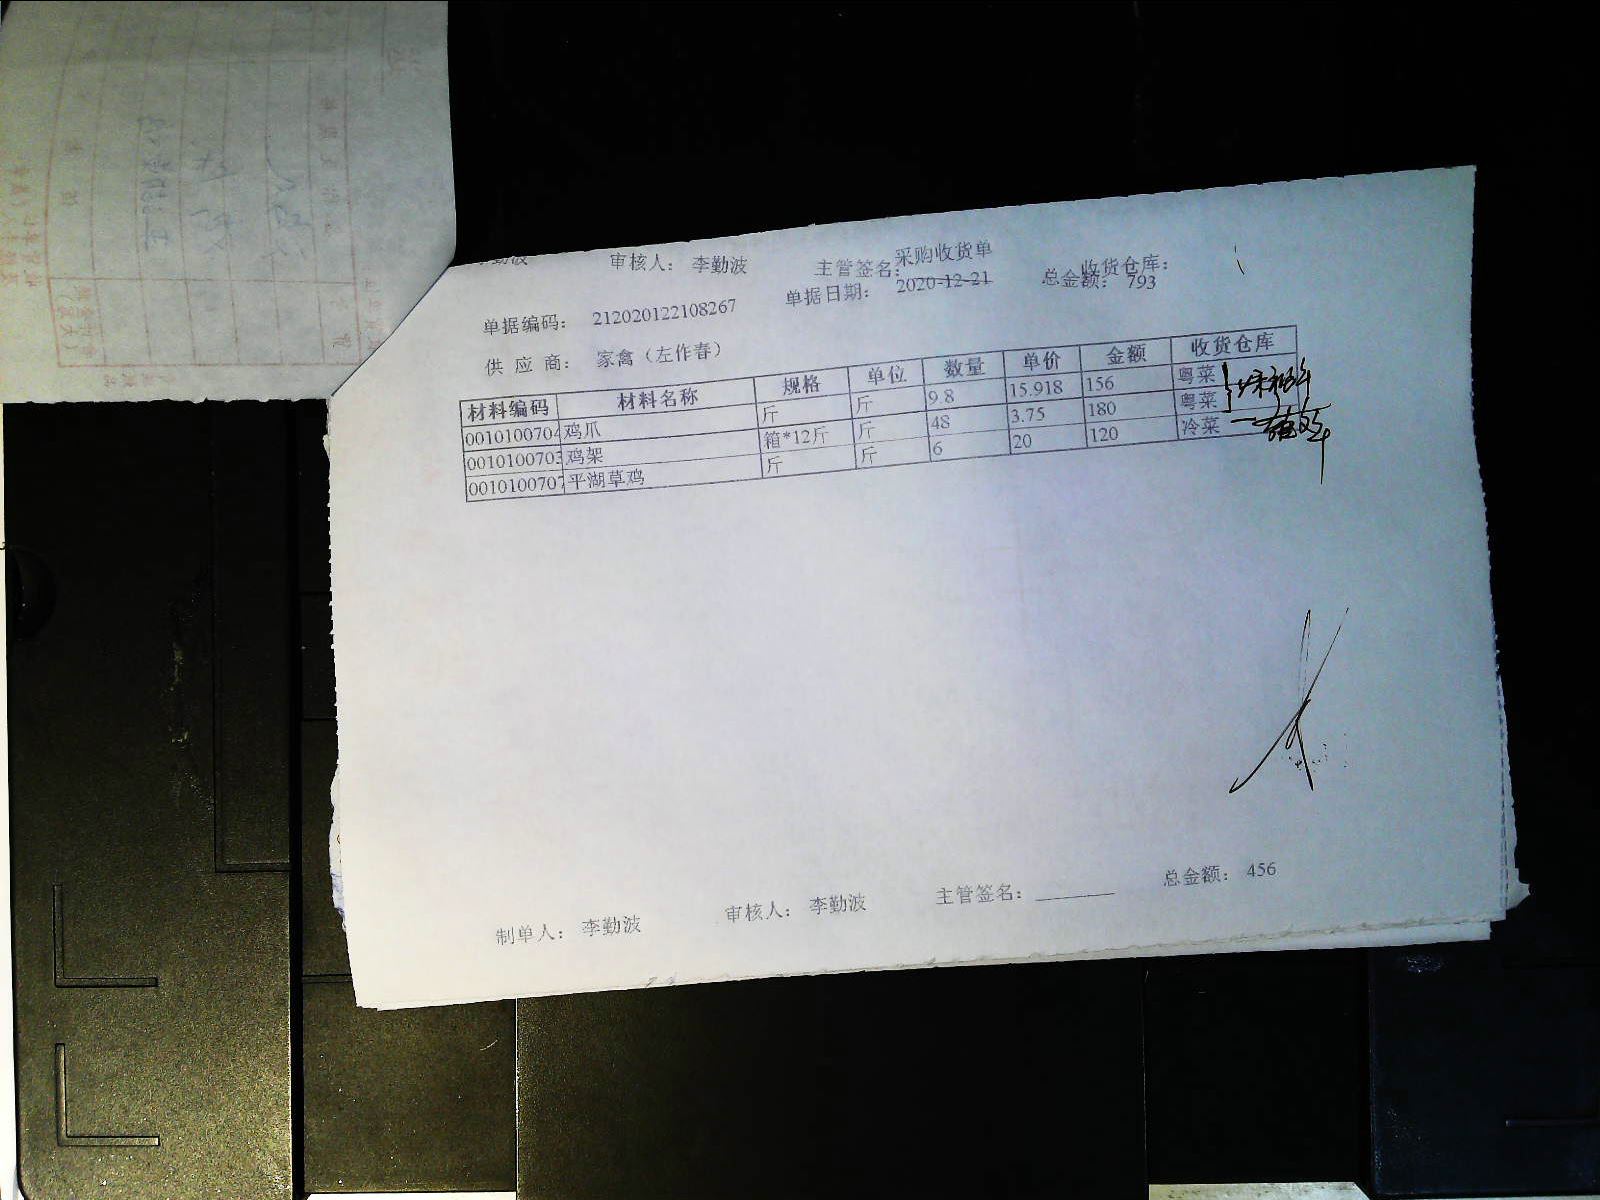 审核人： 李勤波 主管签名： 总金额： 793
采购收货单
单据编码： 212020122108267 单据日期： 2020-12-21 收货仓库：
供 应 商： 家禽（左作春）
材料编码 材料名称 规格 单位 数量 单价 金额 收货仓库
001010070 鸡爪 斤 斤 9.8 15.918 156 粤菜
001010070 鸡架 箱*12斤 斤 48 3.75 180 粤菜
001010070 平湖草鸡 斤 斤 6 20 120 冷菜
制单人： 李勤波 审核人： 李勤波 主管签名： 总金额： 456